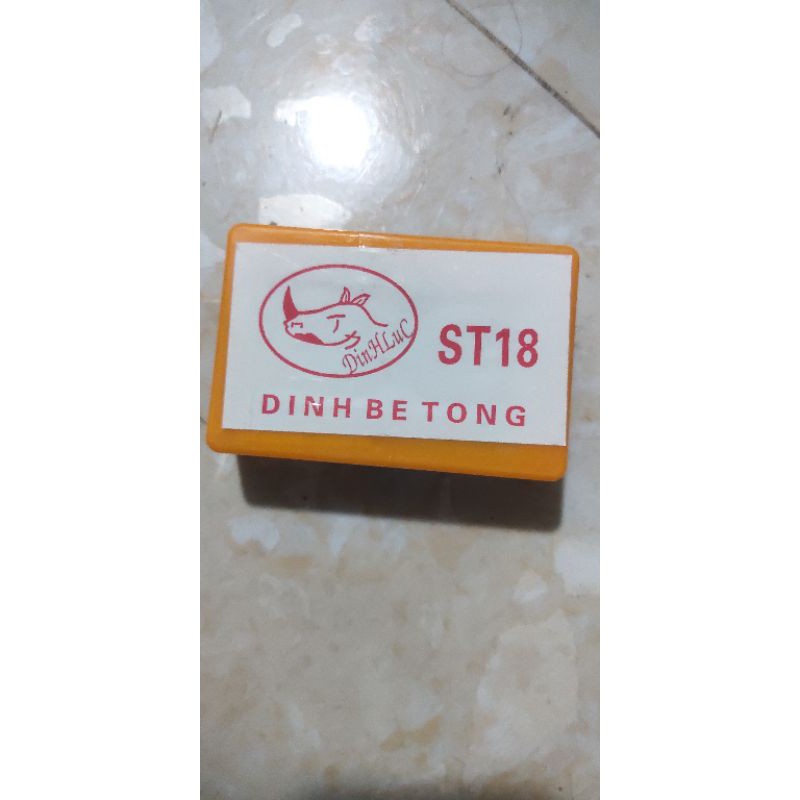 DinHLuC
ST18
DINH BE TONG